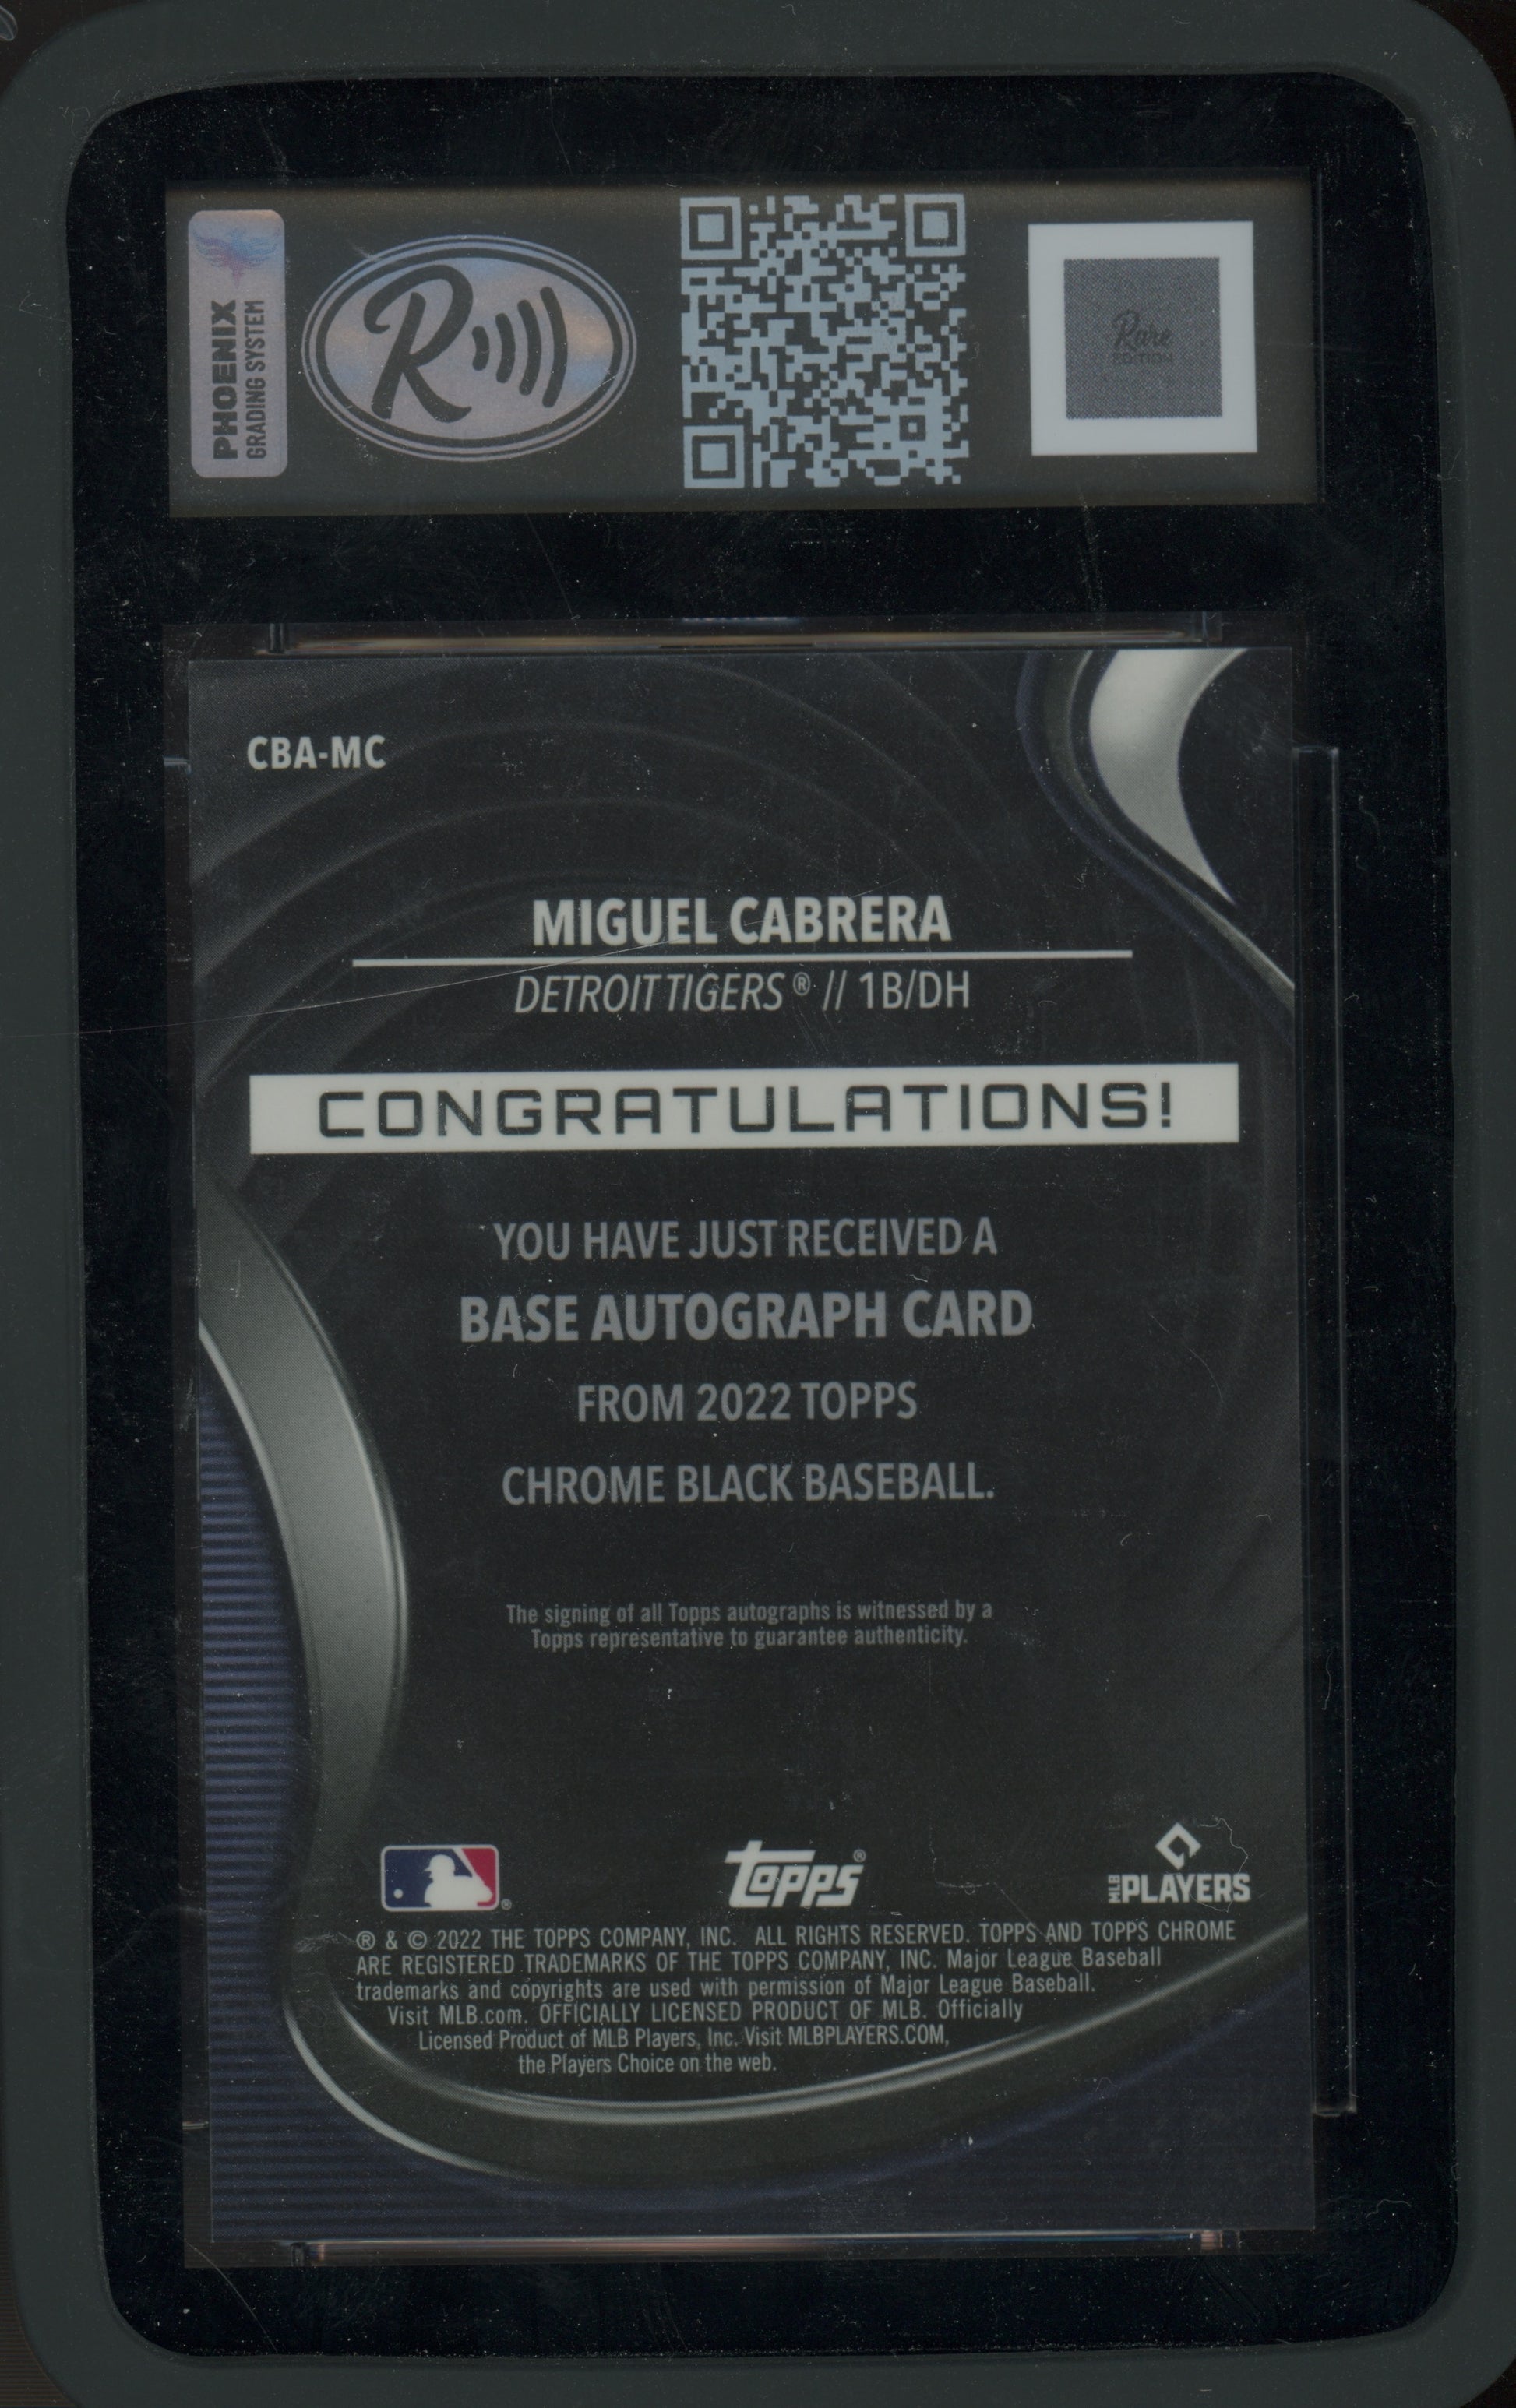 PHOENIX
GRADING SYSTEM
R
Rare
EDITION
CBA-MC
MIGUEL CABRERA
DETROIT TIGERS® // 1B/DH
CONGRATULATIONS!
YOU HAVE JUST RECEIVED A
BASE AUTOGRAPH CARD
FROM 2022 TOPPS
CHROME BLACK BASEBALL.
The signing of all Topps autographs is witnessed by a
Topps representative to guarantee authenticity.
®
Topps®
MLB PLAYERS
® & © 2022 THE TOPPS COMPANY, INC. ALL RIGHTS RESERVED. TOPPS AND TOPPS CHROME
ARE REGISTERED TRADEMARKS OF THE TOPPS COMPANY, INC. Major League Baseball
trademarks and copyrights are used with permission of Major League Baseball.
Visit MLB.com. OFFICIALLY LICENSED PRODUCT OF MLB. Officially
Licensed Product of MLB Players, Inc. Visit MLBPLAYERS.COM,
the Players Choice on the web.